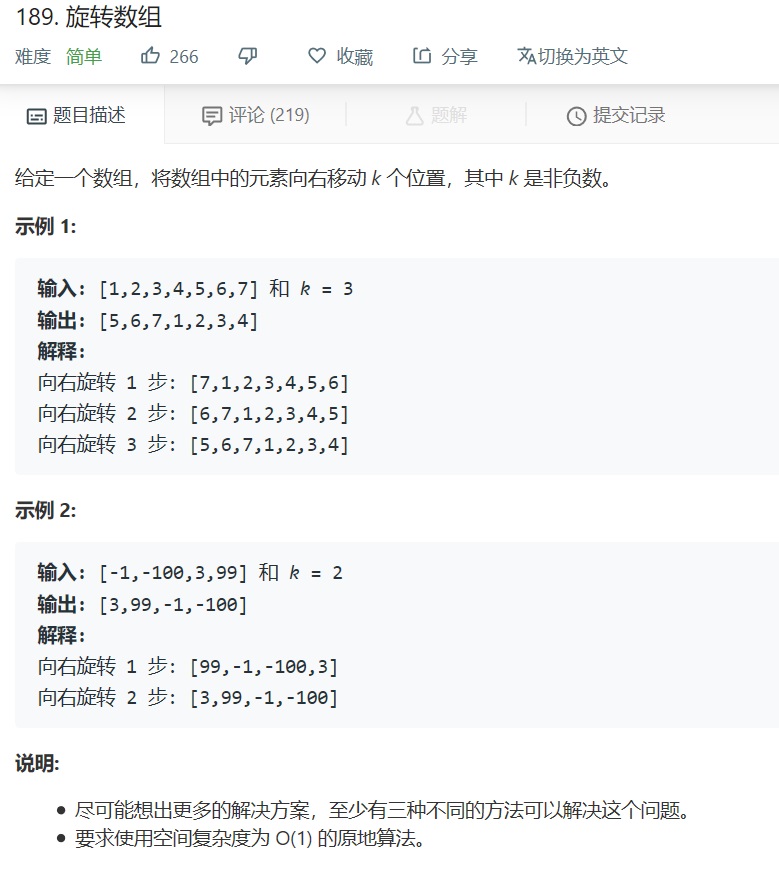 189. 旋转数组
难度 简单 266 收藏 分享 切换为英文
题目描述 评论 (219) 题解 提交记录
给定一个数组，将数组中的元素向右移动 k 个位置，其中 k 是非负数。
示例 1:
输入: [1,2,3,4,5,6,7] 和 k = 3
输出: [5,6,7,1,2,3,4]
解释:
向右旋转 1 步: [7,1,2,3,4,5,6]
向右旋转 2 步: [6,7,1,2,3,4,5]
向右旋转 3 步: [5,6,7,1,2,3,4]
示例 2:
输入: [-1,-100,3,99] 和 k = 2
输出: [3,99,-1,-100]
解释:
向右旋转 1 步: [99,-1,-100,3]
向右旋转 2 步: [3,99,-1,-100]
说明:
• 尽可能想出更多的解决方案，至少有三种不同的方法可以解决这个问题。
• 要求使用空间复杂度为 O(1) 的原地算法。